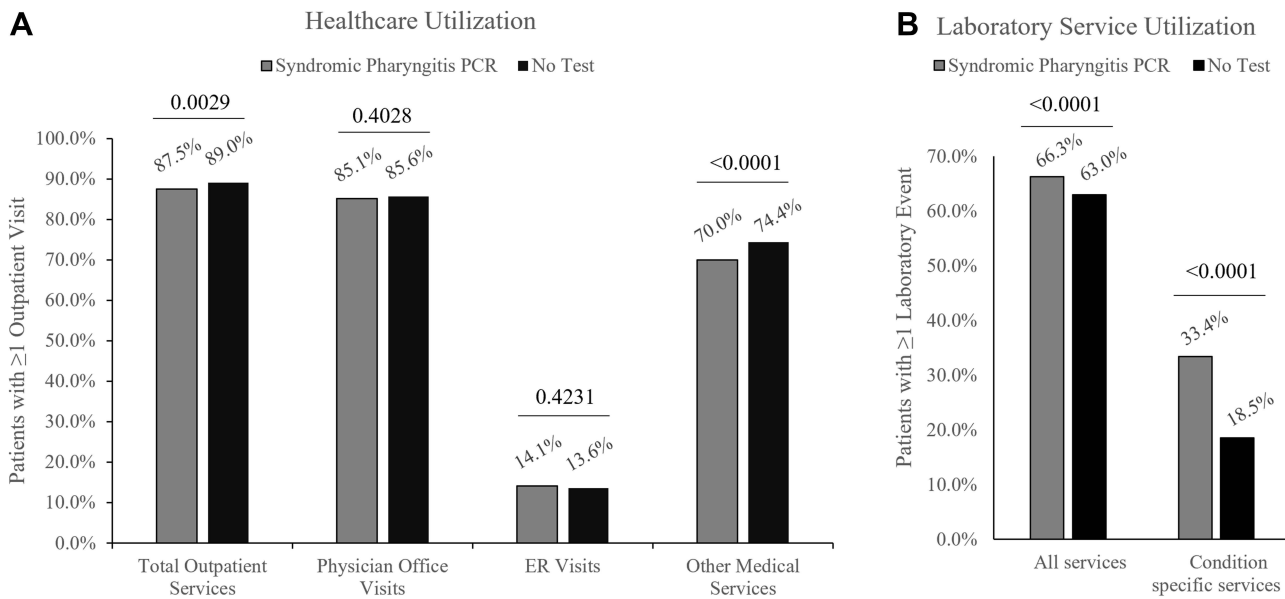 A
Healthcare Utilization
Syndromic Pharyngitis PCR
No Test
Patients with ≥1 Outpatient Visit
100.0%
90.0%
80.0%
70.0%
60.0%
50.0%
40.0%
30.0%
20.0%
10.0%
0.0%
0.0029
87.5%
89.0%
0.4028
85.1%
85.6%
0.4231
14.1%
13.6%
<0.0001
70.0%
74.4%
Total Outpatient
Services
Physician Office
Visits
ER Visits
Other Medical
Services
B
Laboratory Service Utilization
Syndromic Pharyngitis PCR
No Test
Patients with ≥1 Laboratory Event
70.0%
60.0%
50.0%
40.0%
30.0%
20.0%
10.0%
0.0%
<0.0001
66.3%
63.0%
<0.0001
33.4%
18.5%
All services
Condition
specific services